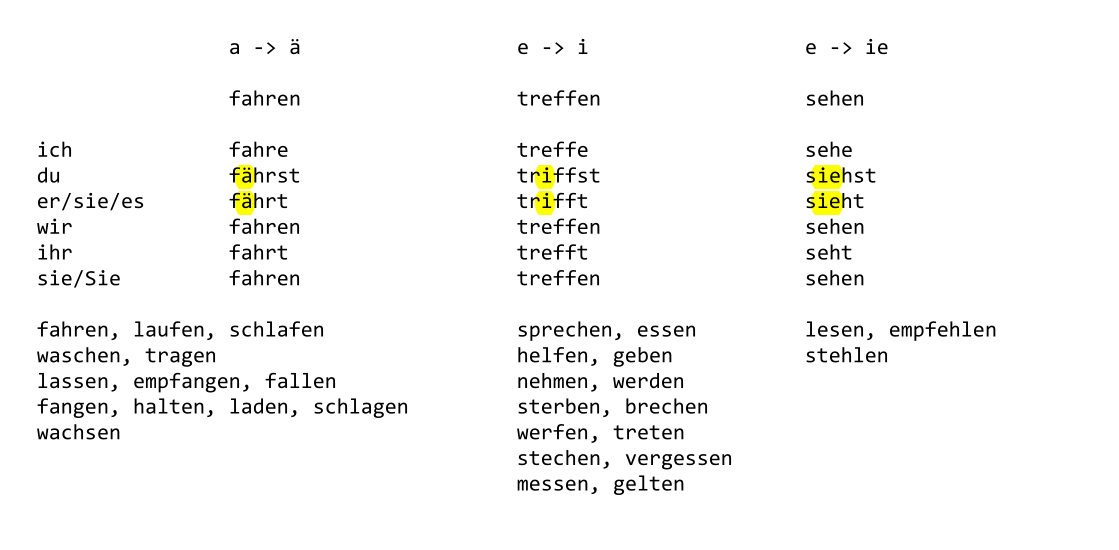 a -> ä e -> i e -> ie
fahren treffen sehen
ich fahre treffe sehe
du fährst triffst siehst
er/sie/es fährt trifft sieht
wir fahren treffen sehen
ihr fahrt trefft seht
sie/Sie fahren treffen sehen
fahren, laufen, schlafen sprechen, essen lesen, empfehlen
waschen, tragen helfen, geben stehlen
lassen, empfangen, fallen nehmen, werden
fangen, halten, laden, schlagen sterben, brechen
wachsen werfen, treten
stechen, vergessen
messen, gelten